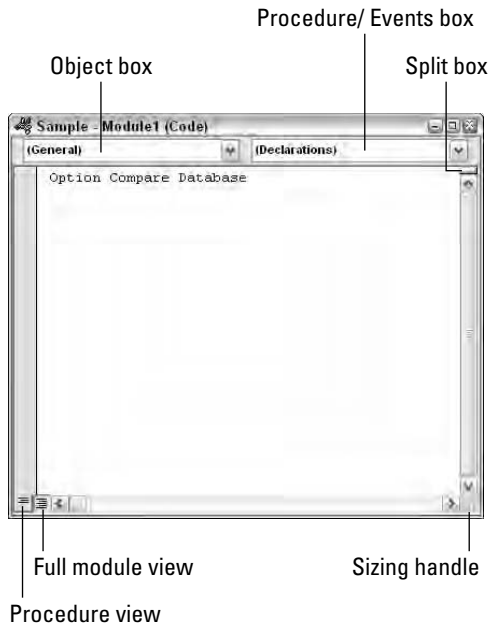 Procedure/ Events box
Object box
Split box
Sample - Module1 (Code)
(General)
(Declarations)
Option Compare Database
Full module view
Sizing handle
Procedure view